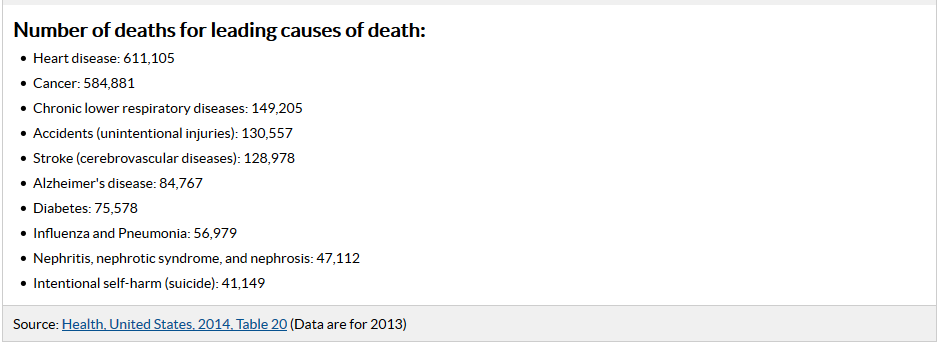 Number of deaths for leading causes of death:
• Heart disease: 611,105
• Cancer: 584,881
• Chronic lower respiratory diseases: 149,205
• Accidents (unintentional injuries): 130,557
• Stroke (cerebrovascular diseases): 128,978
• Alzheimer's disease: 84,767
• Diabetes: 75,578
• Influenza and Pneumonia: 56,979
• Nephritis, nephrotic syndrome, and nephrosis: 47,112
• Intentional self-harm (suicide): 41,149
Source: Health, United States, 2014, Table 20 (Data are for 2013)